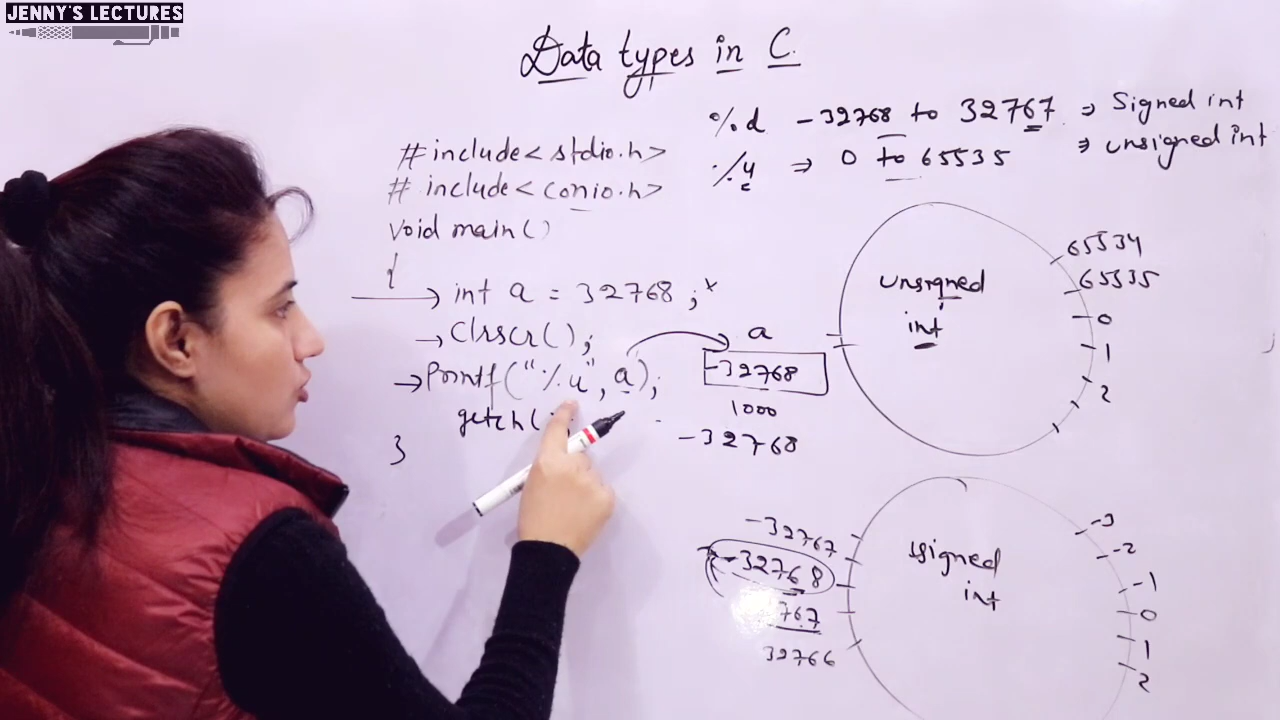 JENNY'S LECTURES
Data types in C.
%d -32768 to 32767 ⇒ Signed int
%u ⇒ 0 to 65535 ⇒ unsigned int
#include<stdio.h>
# include<conio.h>
void main()
{
→ int a = 32768 ; x
→ Clrscr();
→ Printf("%u", a);
getch(
}
a
-32768
1000
-32768
unsigned
int
65534
65535
0
1
2
signed
int
-32767
-32768
767
32766
-3
-2
-1
0
1
2